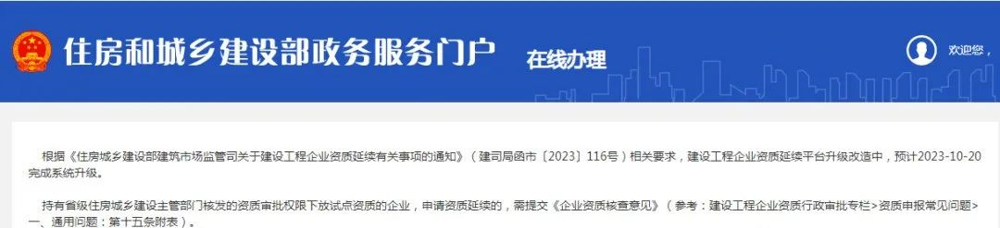 住房和城乡建设部政务服务门户
在线办理
欢迎您，
根据《住房城乡建设部建筑市场监管司关于建设工程企业资质延续有关事项的通知》（建司局函市〔2023〕116号）相关要求，建设工程企业资质延续平台升级改造中，预计2023-10-20
完成系统升级。
持有省级住房城乡建设主管部门核发的资质审批权限下放试点资质的企业，申请资质延续的，需提交《企业资质核查意见》（参考：建设工程企业资质行政审批专栏>资质申报常见问题>
一、通用问题：第十五条附表）。